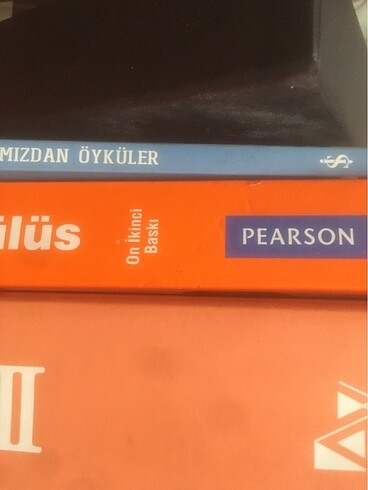 MIZDAN ÖYKÜLER
ülüs
On İkinci
Baskı
PEARSON
II